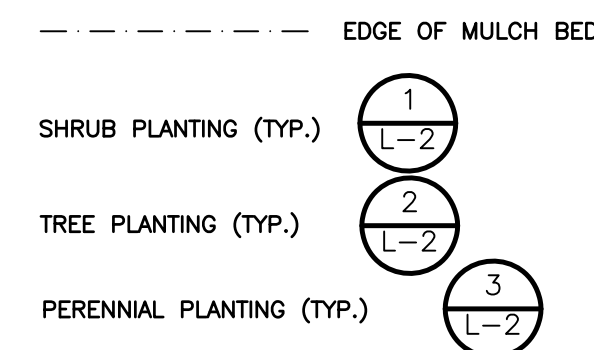 EDGE OF MULCH BED
SHRUB PLANTING (TYP.)
1
L-2
TREE PLANTING (TYP.)
2
L-2
PERENNIAL PLANTING (TYP.)
3
L-2